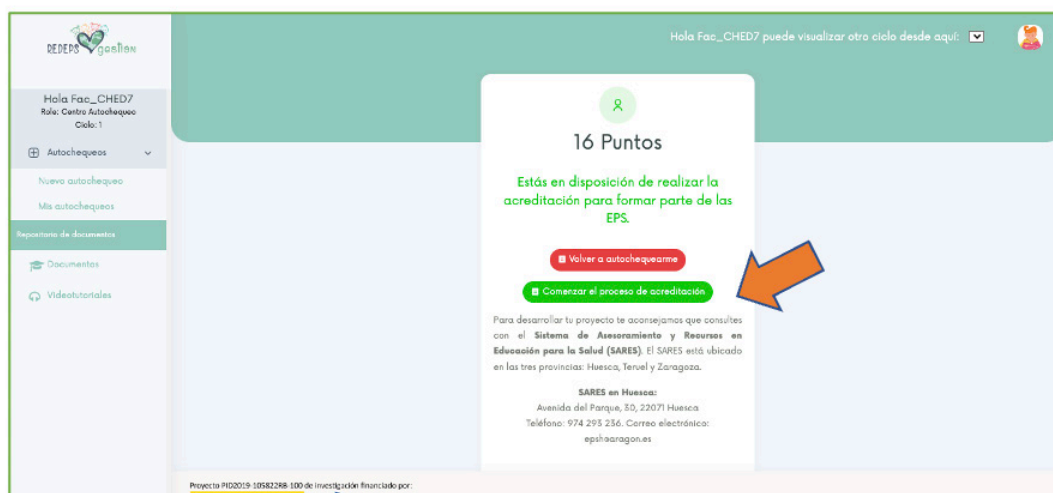 Hola Fac_CHED7 puede visualizar otro ciclo desde aquí:
REDEPS gestion
Hola Fac_CHED7
Role: Centro Autochequeo
Ciclo: 1
Autochequeos
Nuevo autochequeo
Mis autochequeos
Repositorio de documentos
Documentos
Videotutoriales
16 Puntos
Estás en disposición de realizar la
acreditación para formar parte de las
EPS.
Volver a autochequearme
Comenzar el proceso de acreditación
Para desarrollar tu proyecto te aconsejamos que consultes
con el Sistema de Asesoramiento y Recursos en
Educación para la Salud (SARES). El SARES está ubicado
en las tres provincias: Huesca, Teruel y Zaragoza.
SARES en Huesca:
Avenida del Parque, 30, 22071 Huesca
Teléfono: 974 293 236. Correo electrónico:
Proyecto PID2019-105822RB-100 de investigación financiado por: